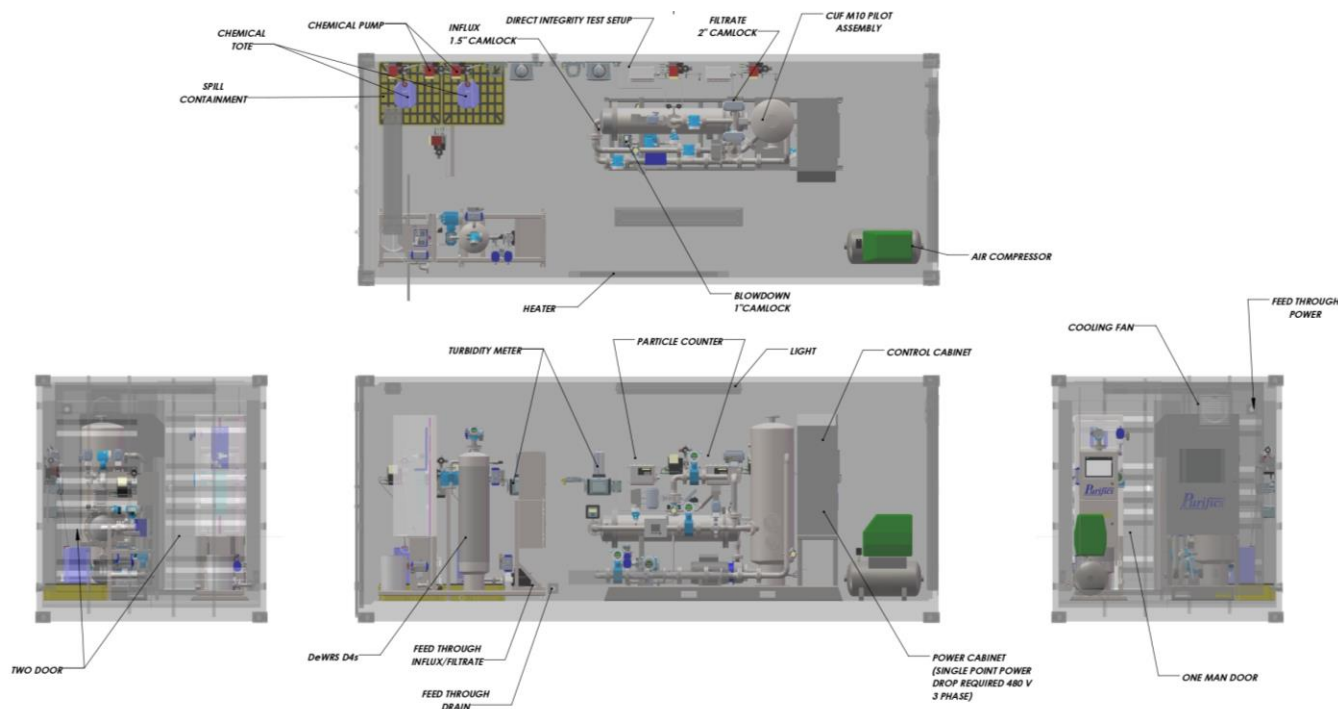 CHEMICAL PUMP
INFLUX
1.5" CAMLOCK
DIRECT INTEGRITY TEST SETUP
FILTRATE
2" CAMLOCK
CUF M10 PILOT
ASSEMBLY
CHEMICAL
TOTE
SPILL
CONTAINMENT
AIR COMPRESSOR
HEATER
BLOWDOWN
1"CAMLOCK
FEED THROUGH
POWER
COOLING FAN
TURBIDITY METER
PARTICLE COUNTER
LIGHT
CONTROL CABINET
Purifics
Purifics
TWO DOOR
DeWRS D4s
FEED THROUGH
INFLUX/FILTRATE
FEED THROUGH
DRAIN
POWER CABINET
(SINGLE POINT POWER
DROP REQUIRED 480 V
3 PHASE)
ONE MAN DOOR